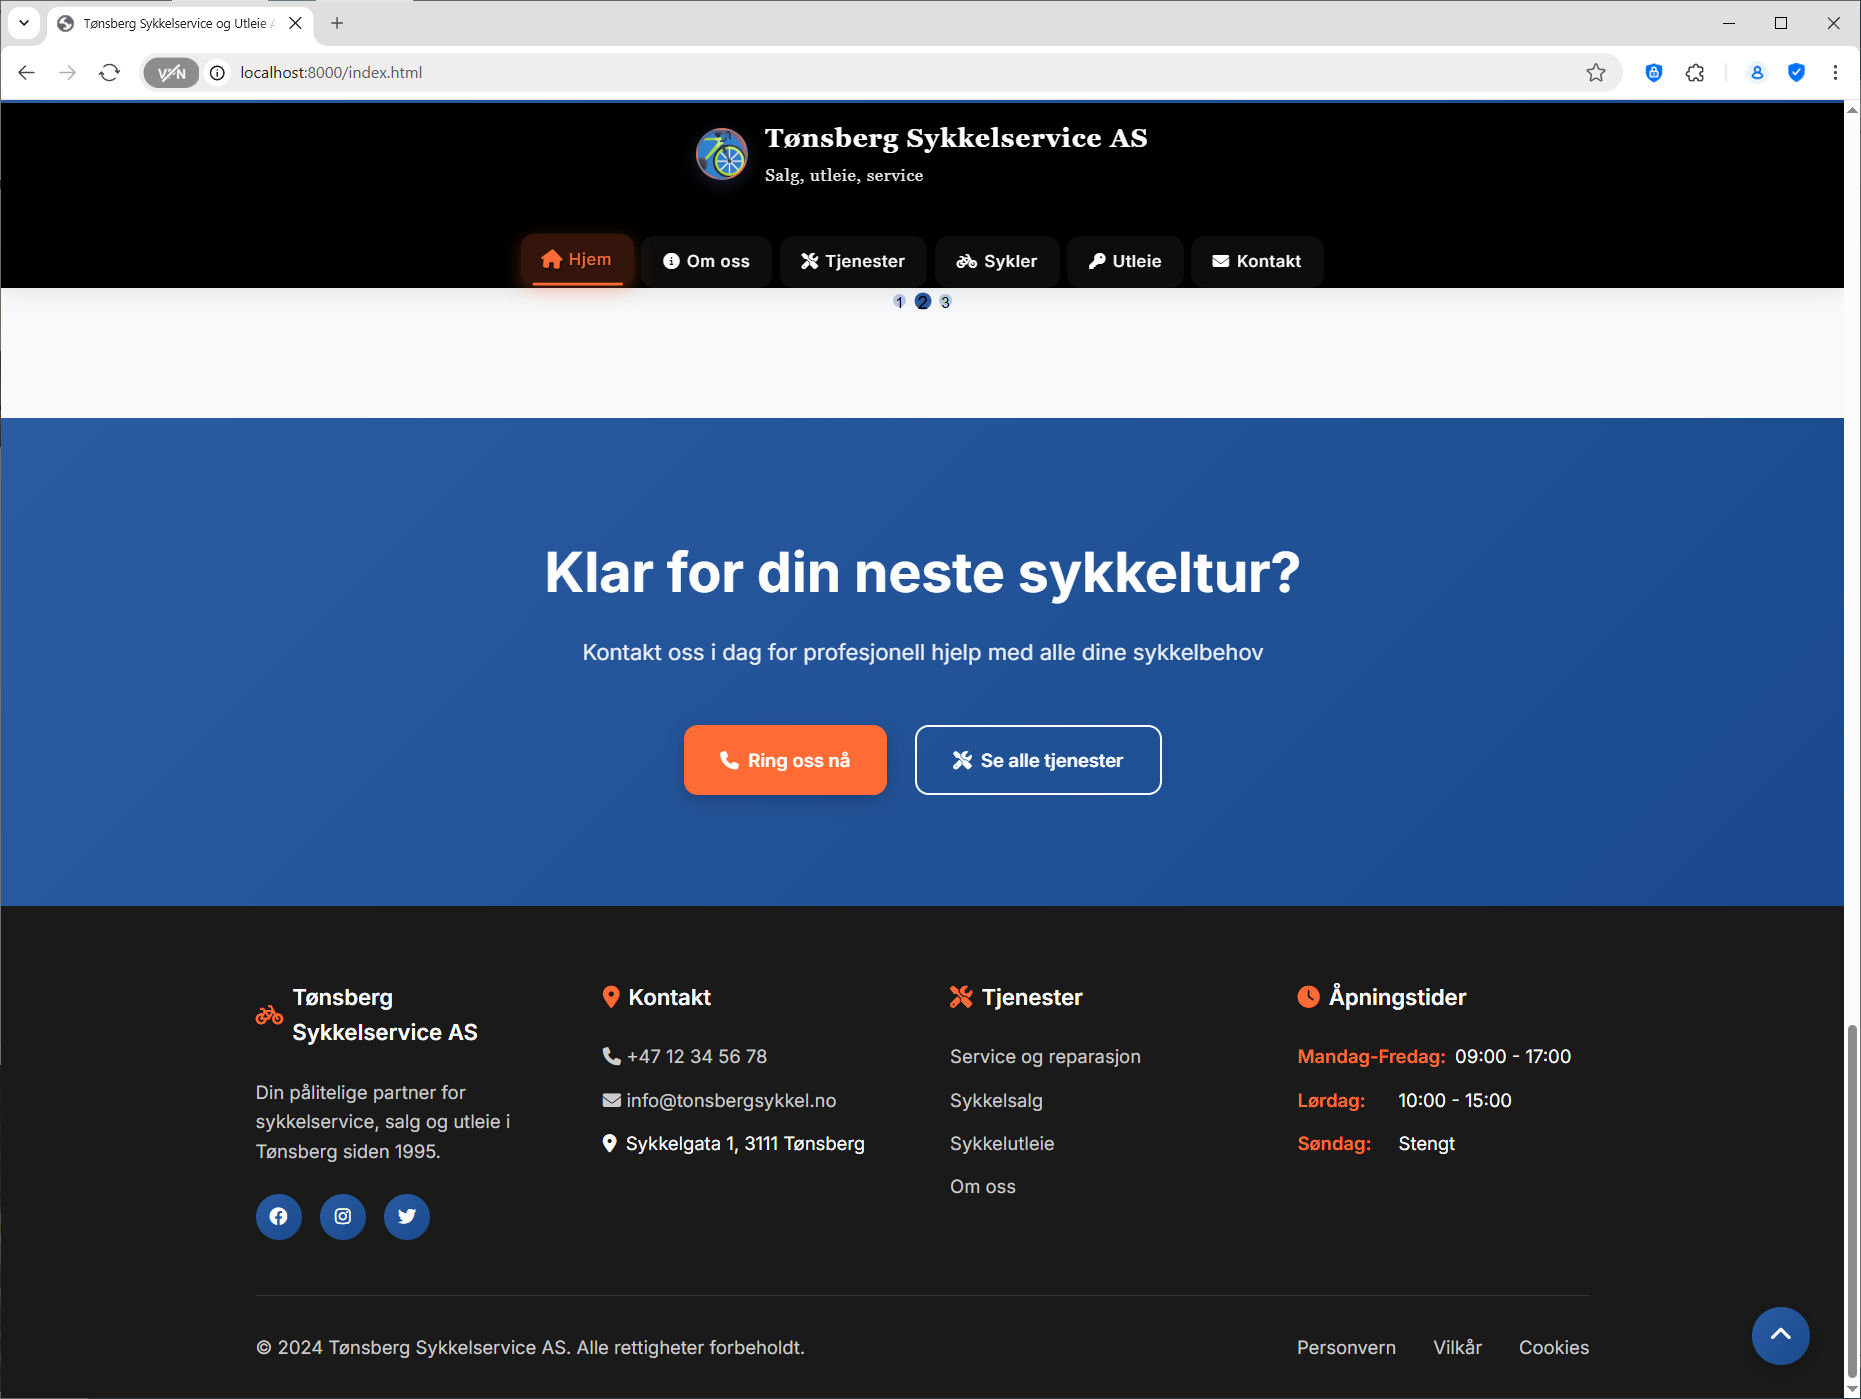 Tønsberg Sykkelservice og Utleie
VPN
localhost:8000/index.html
Tønsberg Sykkelservice AS
Salg, utleie, service
Hjem
Om oss
Tjenester
Sykler
Utleie
Kontakt
1 2 3
Klar for din neste sykkeltur?
Kontakt oss i dag for profesjonell hjelp med alle dine sykkelbehov
Ring oss nå
Se alle tjenester
Tønsberg
Sykkelservice AS
Din pålitelige partner for
sykkelservice, salg og utleie i
Tønsberg siden 1995.
Kontakt
+47 12 34 56 78
info@tonsbergsykkel.no
Sykkelgata 1, 3111 Tønsberg
Tjenester
Service og reparasjon
Sykkelsalg
Sykkelutleie
Om oss
Åpningstider
Mandag-Fredag: 09:00 - 17:00
Lørdag: 10:00 - 15:00
Søndag: Stengt
© 2024 Tønsberg Sykkelservice AS. Alle rettigheter forbeholdt.
Personvern
Vilkår
Cookies